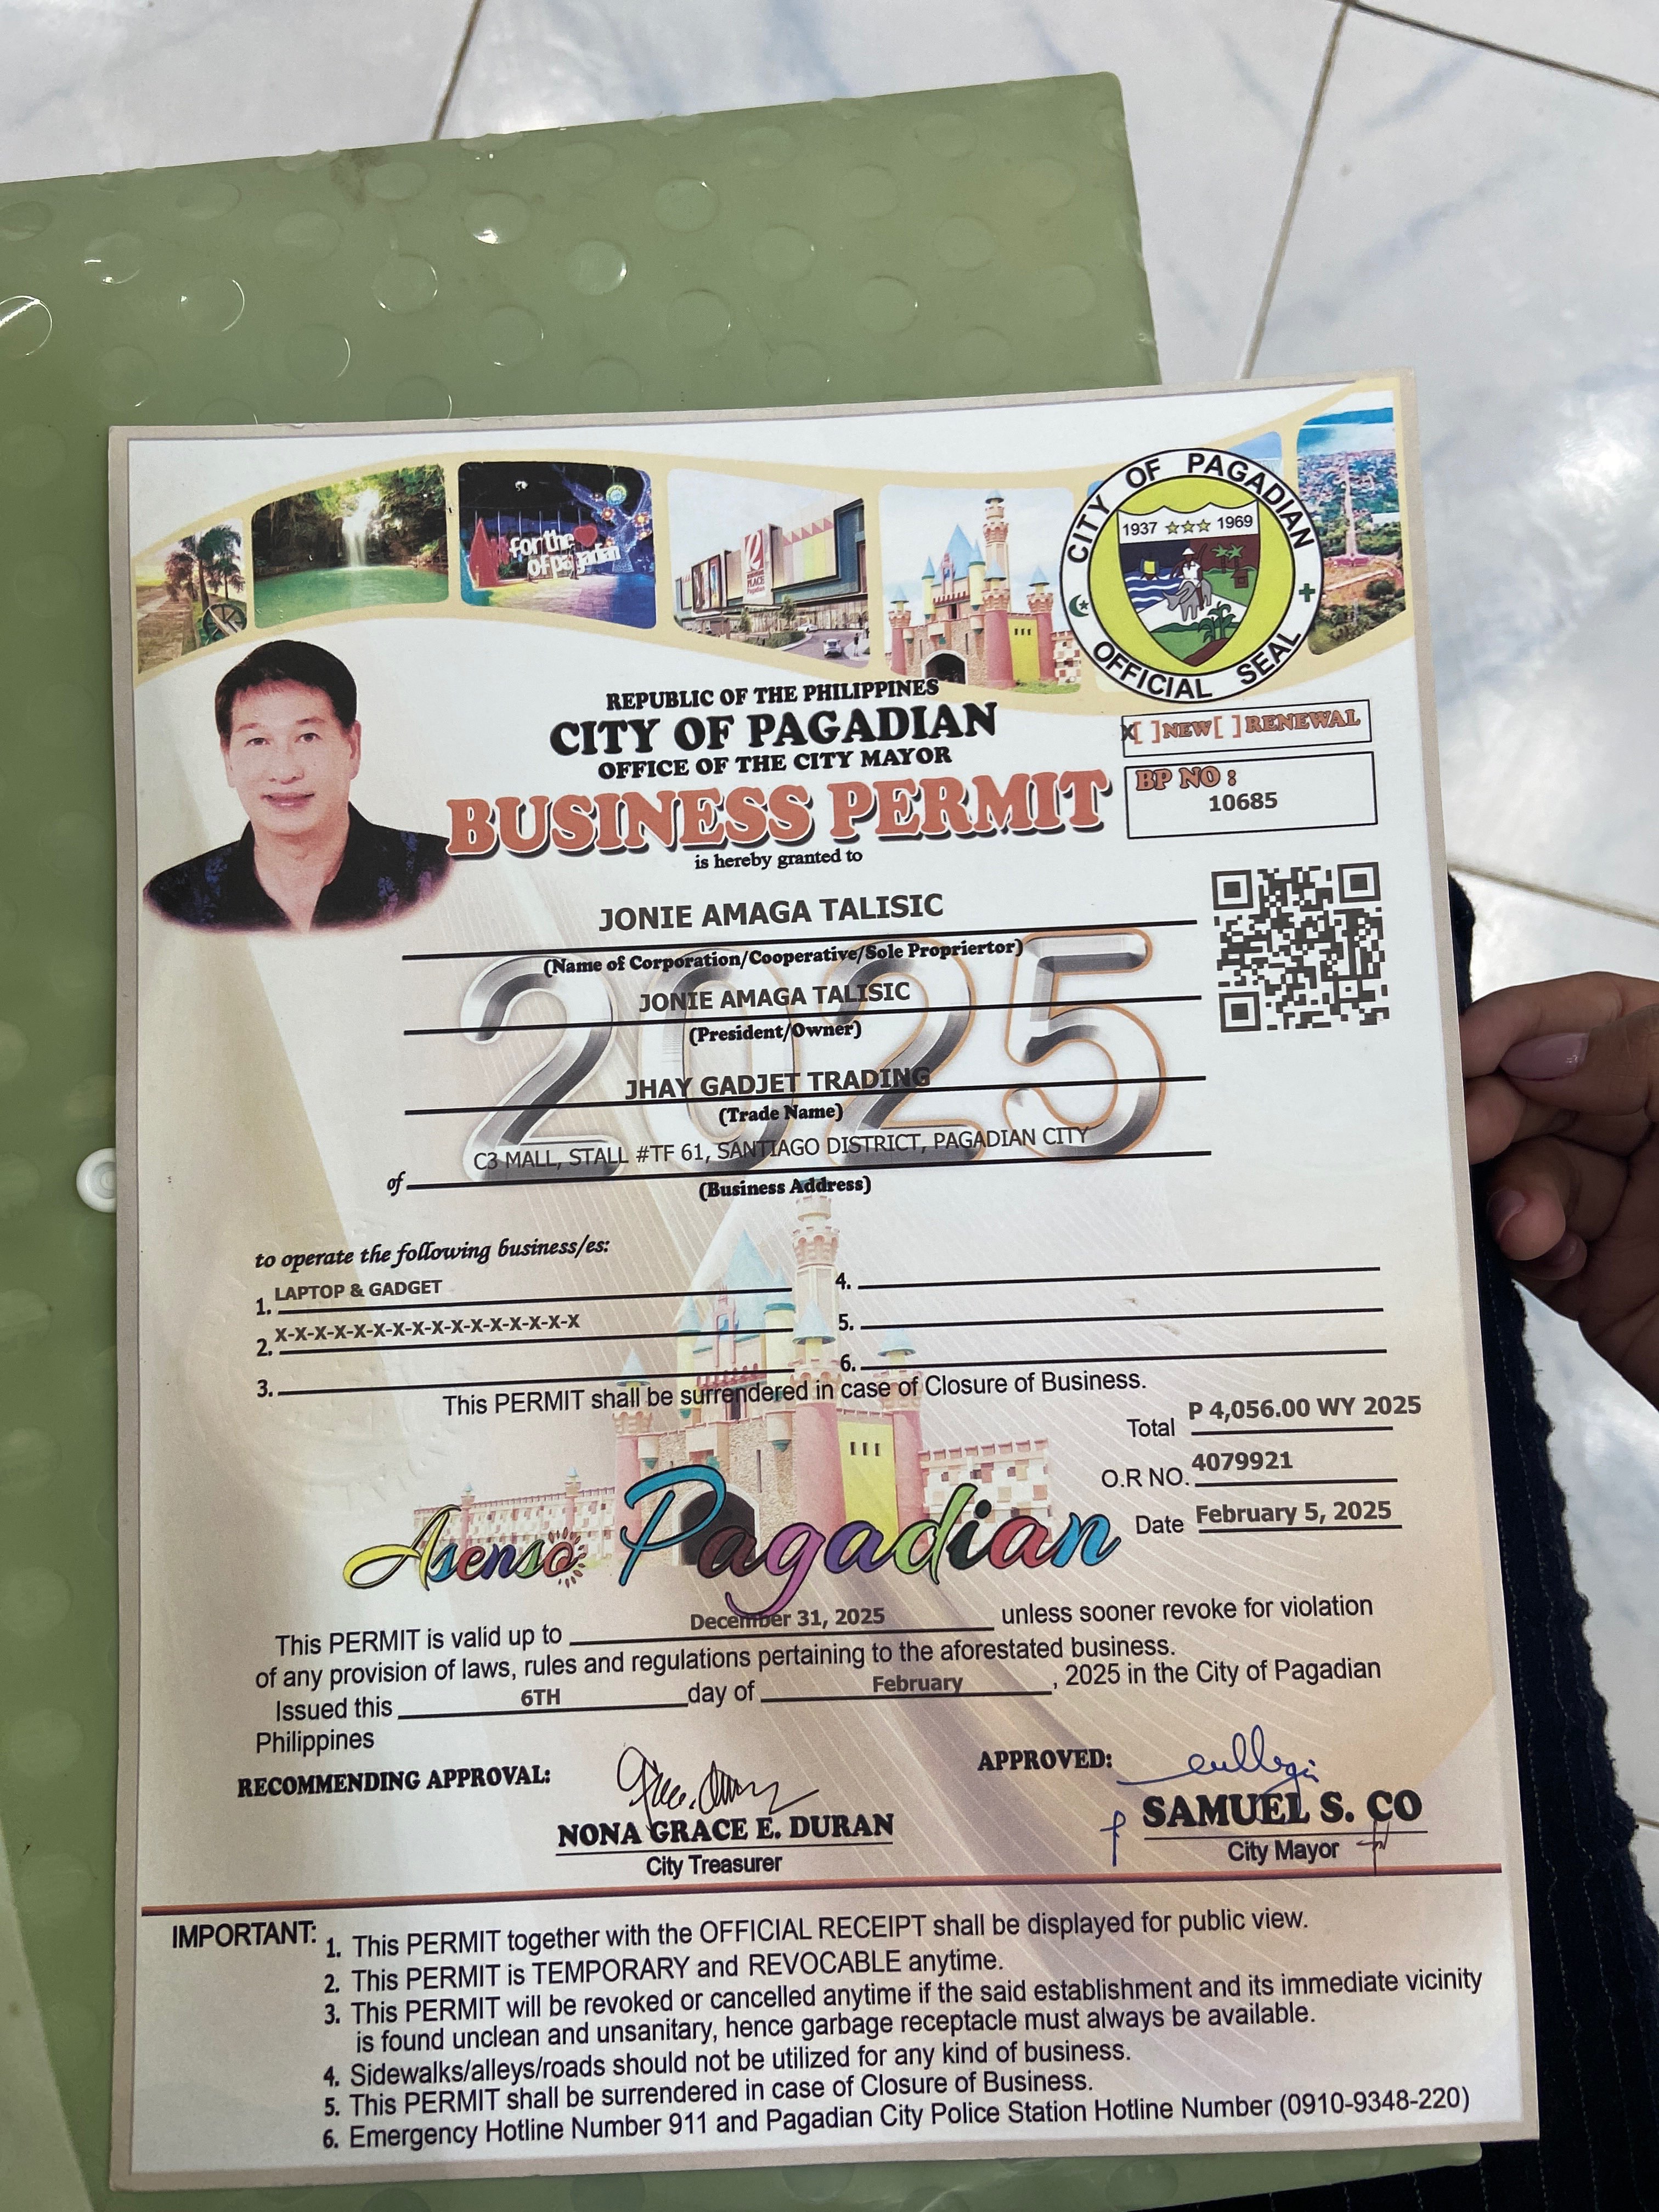 for the
of pagadian
ROBINSONS
PLACE
Pagadian
CITY OF PAGADIAN
1937 1969
OFFICIAL SEAL
REPUBLIC OF THE PHILIPPINES
CITY OF PAGADIAN
OFFICE OF THE CITY MAYOR
BUSINESS PERMIT
is hereby granted to
X[ ]NEW[ ]RENEWAL
BP NO :
10685
JONIE AMAGA TALISIC
(Name of Corporation/Cooperative/Sole Propriertor)
JONIE AMAGA TALISIC
(President/Owner)
2025
JHAY GADJET TRADING
(Trade Name)
of C3 MALL, STALL #TF 61, SANTIAGO DISTRICT, PAGADIAN CITY
(Business Address)
to operate the following business/es:
1. LAPTOP & GADGET
2. X-X-X-X-X-X-X-X-X-X-X-X-X-X-X-X
3.
4.
5.
6.
This PERMIT shall be surrendered in case of Closure of Business.
Total P 4,056.00 WY 2025
O.R NO. 4079921
Date February 5, 2025
Asenso Pagadian
This PERMIT is valid up to December 31, 2025 unless sooner revoke for violation
of any provision of laws, rules and regulations pertaining to the aforestated business.
Issued this 6TH day of February, 2025 in the City of Pagadian
Philippines
RECOMMENDING APPROVAL:
NONA GRACE E. DURAN
City Treasurer
APPROVED:
SAMUEL S. CO
City Mayor
IMPORTANT: 1. This PERMIT together with the OFFICIAL RECEIPT shall be displayed for public view.
2. This PERMIT is TEMPORARY and REVOCABLE anytime.
3. This PERMIT will be revoked or cancelled anytime if the said establishment and its immediate vicinity
is found unclean and unsanitary, hence garbage receptacle must always be available.
4. Sidewalks/alleys/roads should not be utilized for any kind of business.
5. This PERMIT shall be surrendered in case of Closure of Business.
6. Emergency Hotline Number 911 and Pagadian City Police Station Hotline Number (0910-9348-220)